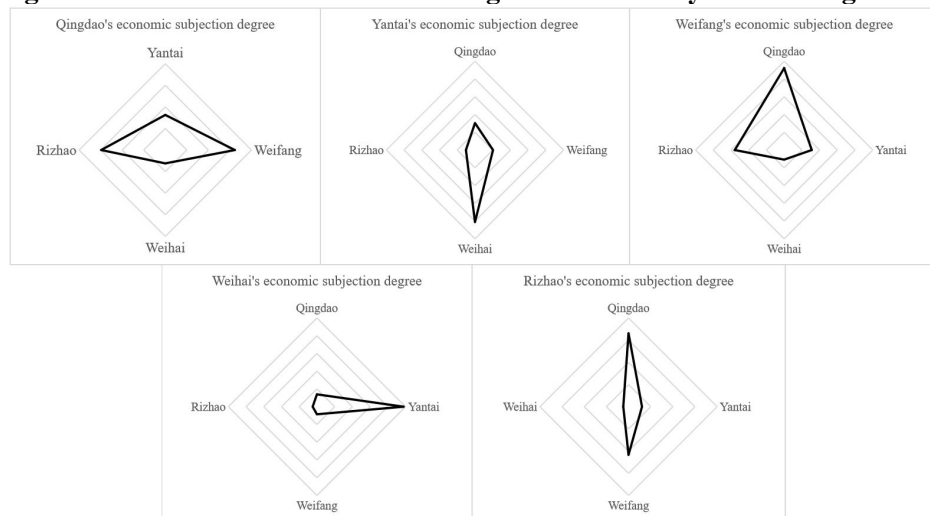 Qingdao's economic subjection degree
Yantai
Rizhao
Weifang
Weihai
Yantai's economic subjection degree
Qingdao
Rizhao
Weifang
Weihai
Weifang's economic subjection degree
Qingdao
Rizhao
Yantai
Weihai
Weihai's economic subjection degree
Qingdao
Rizhao
Yantai
Weifang
Rizhao's economic subjection degree
Qingdao
Weihai
Yantai
Weifang